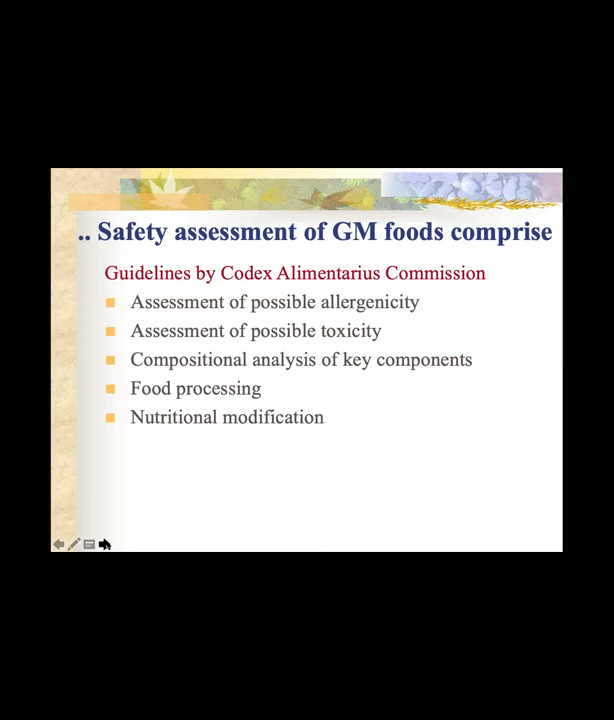 .. Safety assessment of GM foods comprise
Guidelines by Codex Alimentarius Commission
Assessment of possible allergenicity
Assessment of possible toxicity
Compositional analysis of key components
Food processing
Nutritional modification